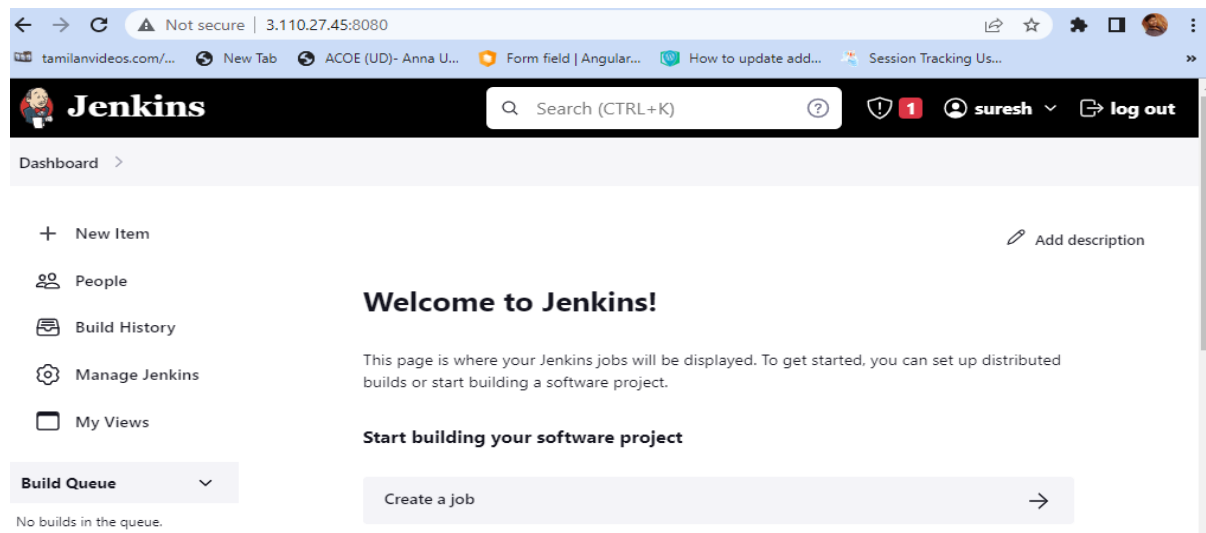 Not secure | 3.110.27.45:8080
tamilanvideos.com/... New Tab ACOE (UD)- Anna U... Form field | Angular... How to update add... Session Tracking Us... »
Jenkins Search (CTRL+K) ? 1 suresh log out
Dashboard
New Item
Add description
People
Welcome to Jenkins!
Build History
This page is where your Jenkins jobs will be displayed. To get started, you can set up distributed
builds or start building a software project.
Manage Jenkins
My Views
Start building your software project
Build Queue
Create a job
No builds in the queue.